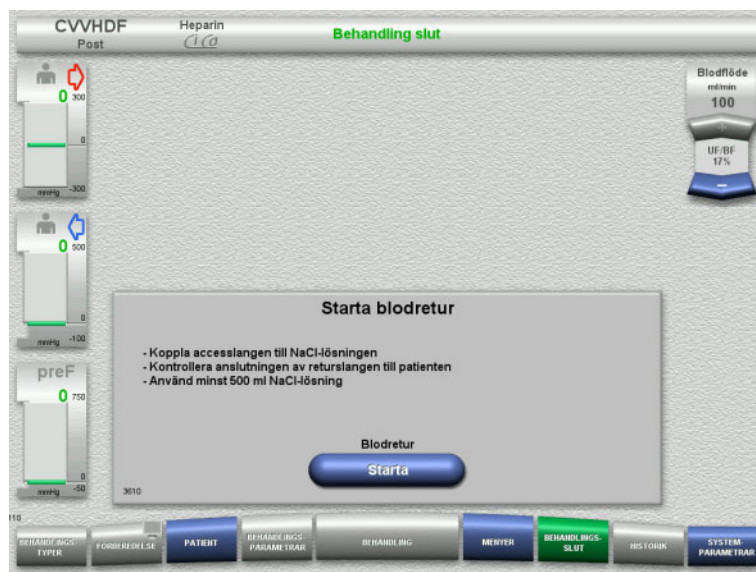 CVVHDF
Post
Heparin
CiCa
Behandling slut
0
300
0
mmHg
-300
0
500
0
mmHg
-100
preF
0
750
0
mmHg
-50
Blodflöde
ml/min
100
+
UF/BF
17%
−
Starta blodretur
- Koppla accesslangen till NaCl-lösningen
- Kontrollera anslutningen av returslangen till patienten
- Använd minst 500 ml NaCl-lösning
Blodretur
Starta
3610
BEHANDLINGS-
TYPER
FÖRBEREDELSE
PATIENT
BEHANDLINGS-
PARAMETRAR
BEHANDLING
MENYER
BEHANDLINGS-
SLUT
HISTORIK
SYSTEM-
PARAMETRAR